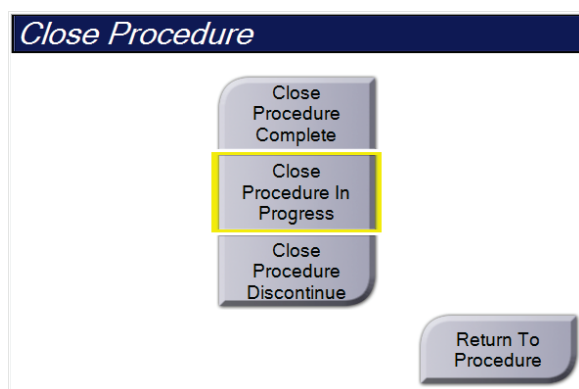 Close Procedure
Close
Procedure
Complete
Close
Procedure In
Progress
Close
Procedure
Discontinue
Return To
Procedure